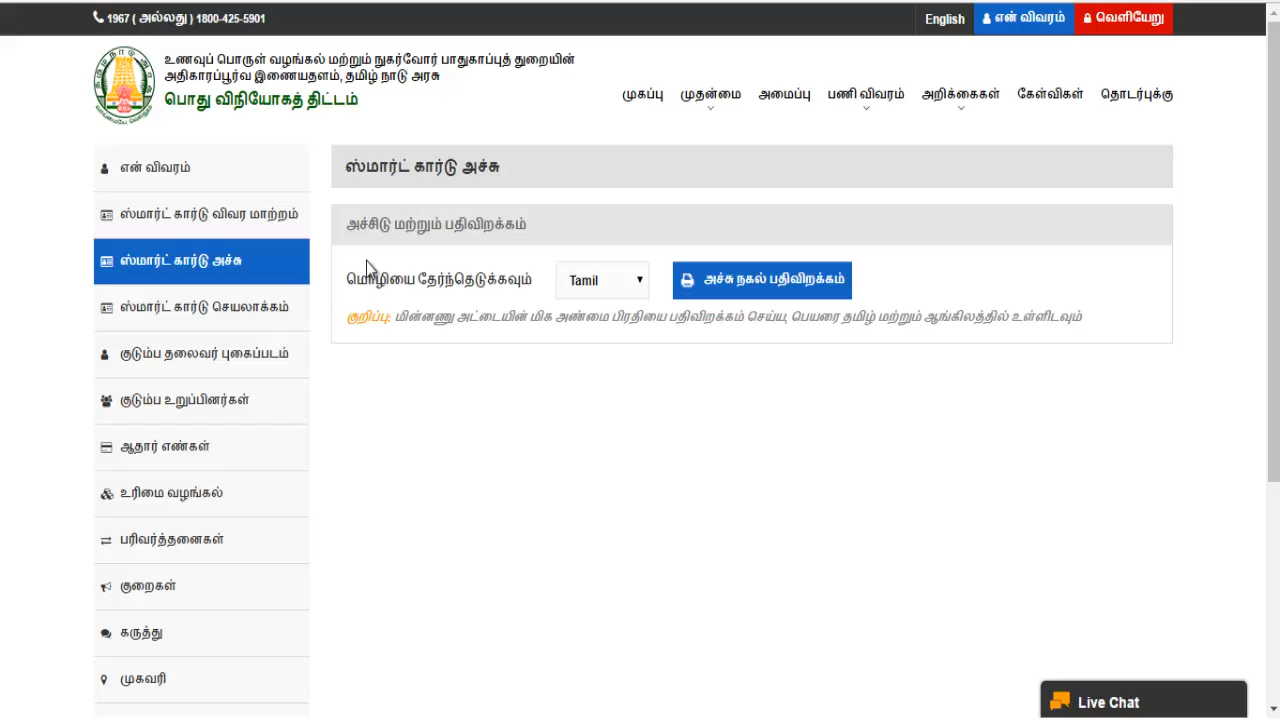 1967 ( அல்லது ) 1800-425-5901
English
என் விவரம்
வெளியேறு
உணவுப் பொருள் வழங்கல் மற்றும் நுகர்வோர் பாதுகாப்புத் துறையின்
அதிகாரப்பூர்வ இணையதளம், தமிழ் நாடு அரசு
பொது விநியோகத் திட்டம்
முகப்பு முதன்மை அமைப்பு பணி விவரம் அறிக்கைகள் கேள்விகள் தொடர்புக்கு
என் விவரம்
ஸ்மார்ட் கார்டு விவர மாற்றம்
ஸ்மார்ட் கார்டு அச்சு
ஸ்மார்ட் கார்டு செயலாக்கம்
குடும்ப தலைவர் புகைப்படம்
குடும்ப உறுப்பினர்கள்
ஆதார் எண்கள்
உரிமை வழங்கல்
பரிவர்த்தனைகள்
குறைகள்
கருத்து
முகவரி
ஸ்மார்ட் கார்டு அச்சு
அச்சிடு மற்றும் பதிவிறக்கம்
மொழியை தேர்ந்தெடுக்கவும்
Tamil
அச்சு நகல் பதிவிறக்கம்
குறிப்பு: மின்னணு அட்டையின் மிக அண்மை பிரதியை பதிவிறக்கம் செய்ய, பெயரை தமிழ் மற்றும் ஆங்கிலத்தில் உள்ளிடவும்
Live Chat